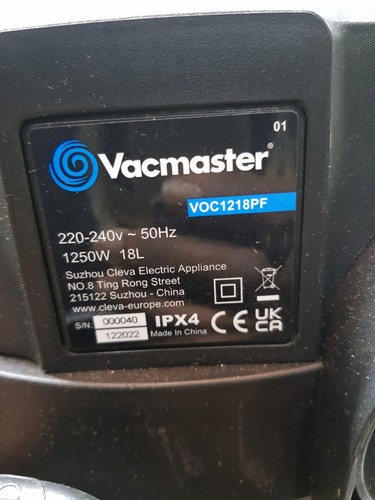 01
Vacmaster®
VOC1218PF
220-240v ~ 50Hz
1250W 18L
Suzhou Cleva Electric Appliance
NO.8 Ting Rong Street
215122 Suzhou - China
www.cleva-europe.com
S/N: 000040
122022
IPX4
Made In China
CE
UK
CA